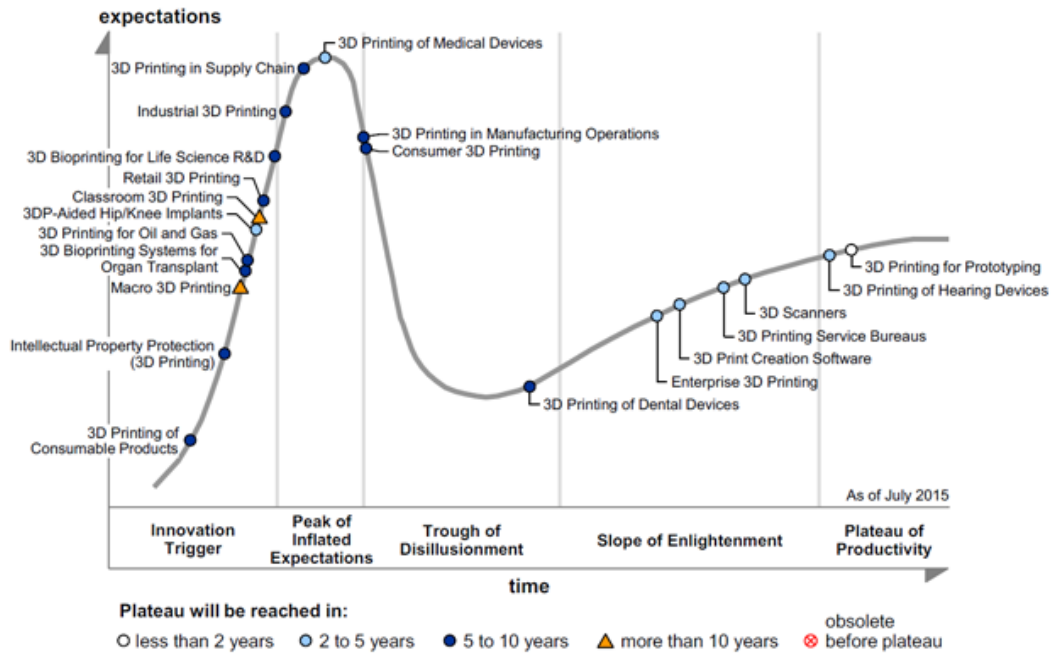 expectations
3D Printing of Medical Devices
3D Printing in Supply Chain
Industrial 3D Printing
3D Printing in Manufacturing Operations
Consumer 3D Printing
3D Bioprinting for Life Science R&D
Retail 3D Printing
Classroom 3D Printing
3DP-Aided Hip/Knee Implants
3D Printing for Oil and Gas
3D Bioprinting Systems for
Organ Transplant
Macro 3D Printing
Intellectual Property Protection
(3D Printing)
3D Printing of
Consumable Products
3D Printing for Prototyping
3D Printing of Hearing Devices
3D Scanners
3D Printing Service Bureaus
3D Print Creation Software
Enterprise 3D Printing
3D Printing of Dental Devices
As of July 2015
Innovation
Trigger
Peak of
Inflated
Expectations
Trough of
Disillusionment
Slope of Enlightenment
Plateau of
Productivity
time
Plateau will be reached in:
less than 2 years
2 to 5 years
5 to 10 years
more than 10 years
obsolete
before plateau